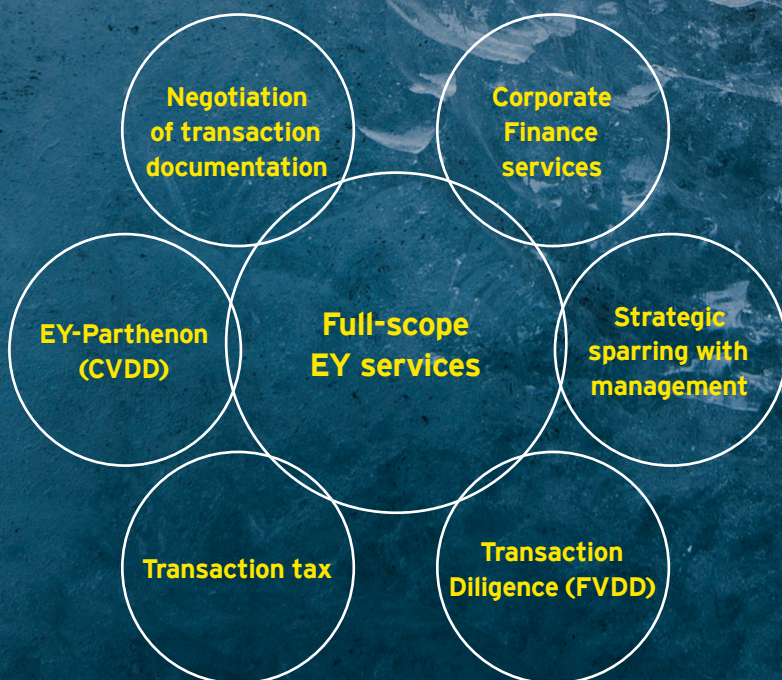 Negotiation
of transaction
documentation
Corporate
Finance
services
EY-Parthenon
(CVDD)
Full-scope
EY services
Strategic
sparring with
management
Transaction tax
Transaction
Diligence (FVDD)